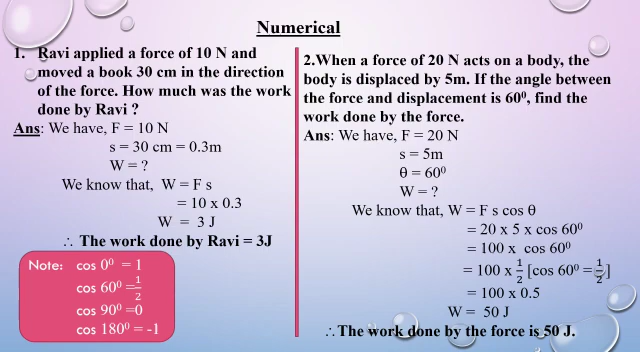 Numerical
1. Ravi applied a force of 10 N and
moved a book 30 cm in the direction
of the force. How much was the work
done by Ravi ?
Ans: We have, F = 10 N
s = 30 cm = 0.3m
W = ?
We know that, W = F s
= 10 x 0.3
W = 3 J
∴ The work done by Ravi = 3J
Note: cos 0⁰ = 1
cos 60⁰ = 1/2
cos 90⁰ =0
cos 180⁰ = -1
2.When a force of 20 N acts on a body, the
body is displaced by 5m. If the angle between
the force and displacement is 60⁰, find the
work done by the force.
Ans: We have, F = 20 N
s = 5m
θ = 60⁰
W = ?
We know that, W = F s cos θ
= 20 x 5 x cos 60⁰
= 100 x cos 60⁰
= 100 x 1/2 [cos 60⁰ = 1/2]
= 100 x 0.5
W = 50 J
∴The work done by the force is 50 J.